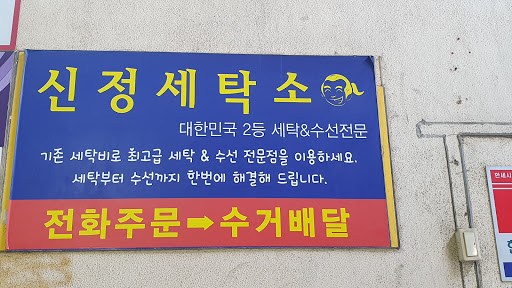 신정세탁소
대한민국 2등 세탁&수선전문
기존 세탁비로 최고급 세탁 & 수선 전문점을 이용하세요.
세탁부터 수선까지 한번에 해결해 드립니다.
전화주문➡수거배달